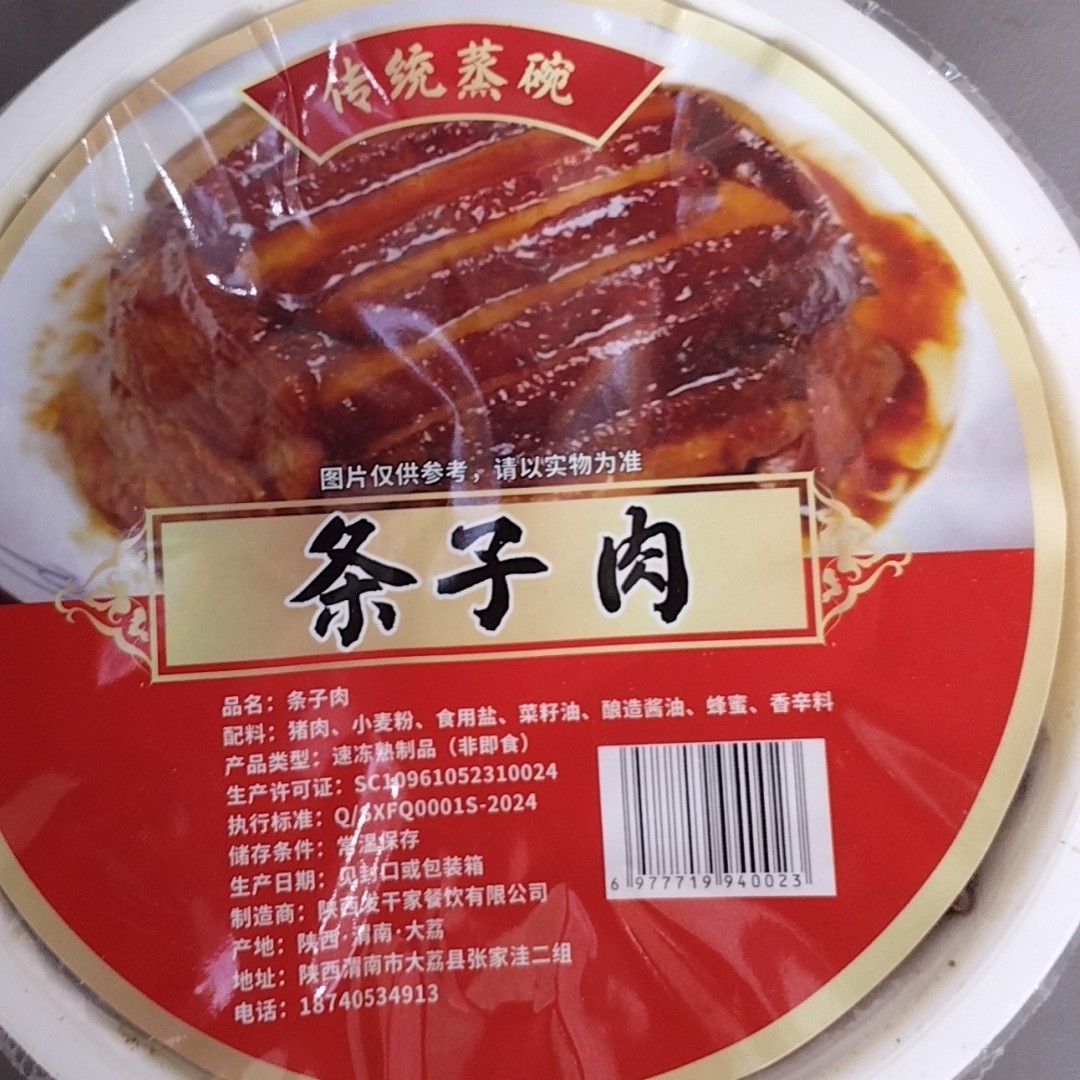 传统蒸碗
图片仅供参考，请以实物为准
条子肉
品名：条子肉
配料：猪肉、小麦粉、食用盐、菜籽油、酿造酱油、蜂蜜、香辛料
产品类型：速冻熟制品（非即食）
生产许可证：SC10961052310024
执行标准：Q/SXFQ0001S-2024
储存条件：常温保存
生产日期：见封口或包装箱
制造商：陕西发千家餐饮有限公司
产地：陕西·渭南·大荔
地址：陕西渭南市大荔县张家洼二组
电话：18740534913
6 977719 940023